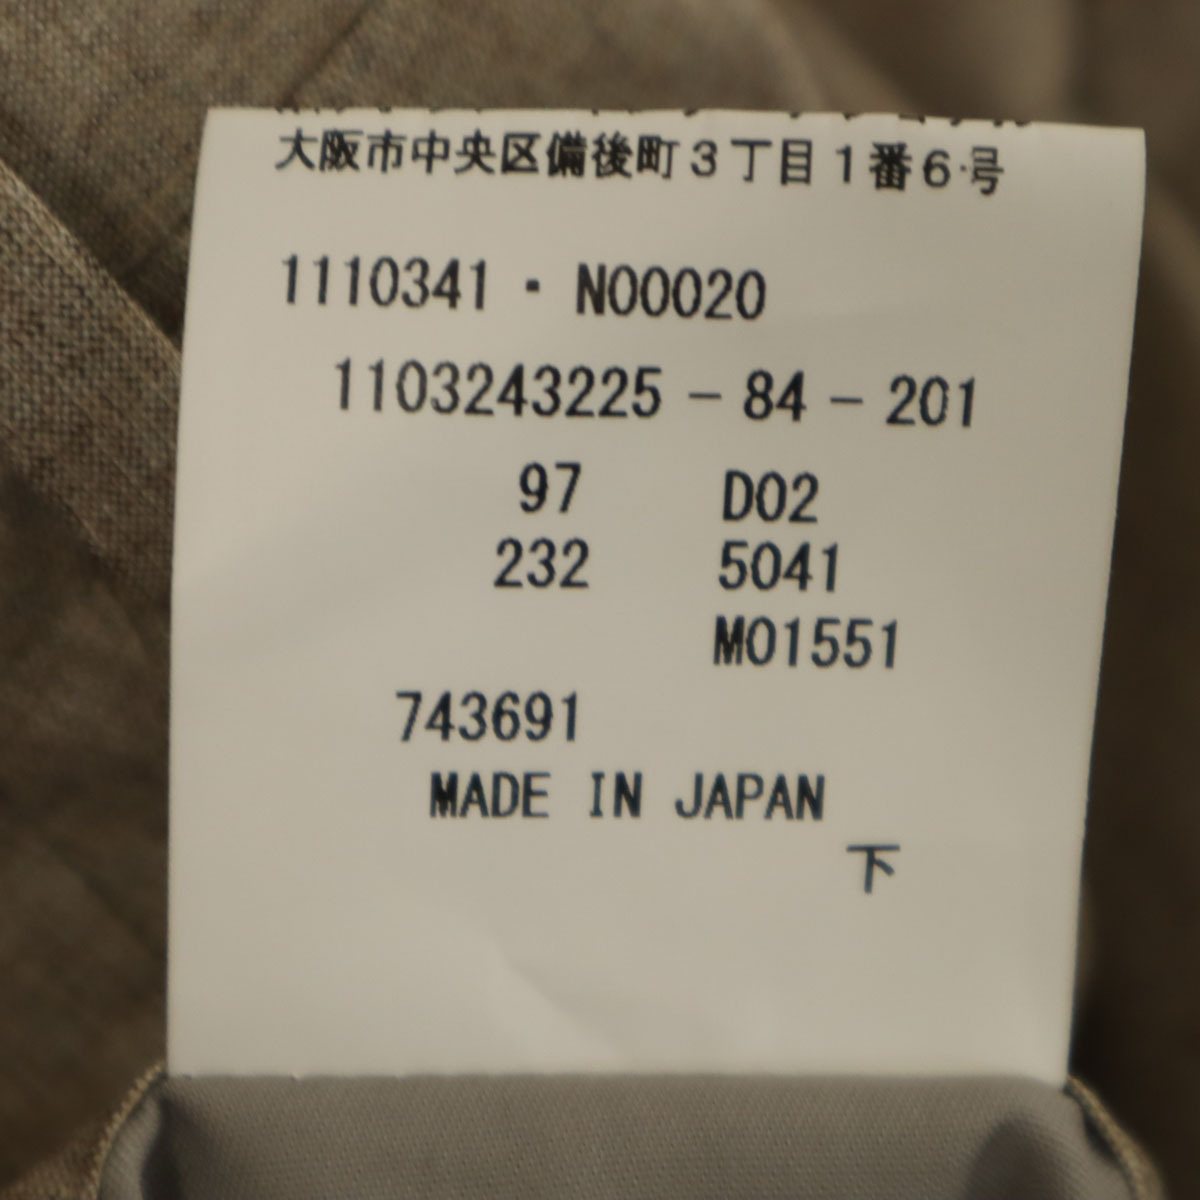 大阪市中央区備後町3丁目1番6号
1110341・N00020
1103243225-84-201
97 D02
232 5041
M01551
743691
MADE IN JAPAN
下